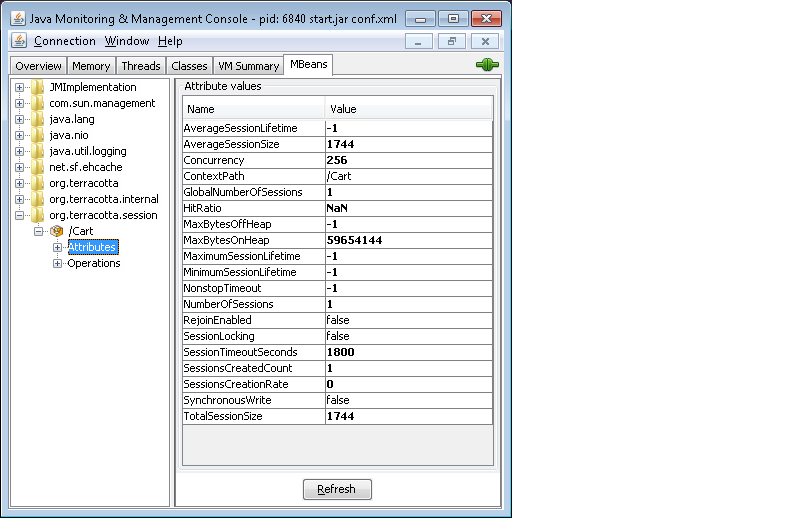 Java Monitoring & Management Console - pid: 6840 start.jar conf.xml
Connection Window Help
Overview Memory Threads Classes VM Summary MBeans
JMImplementation
com.sun.management
java.lang
java.nio
java.util.logging
net.sf.ehcache
org.terracotta
org.terracotta.internal
org.terracotta.session
/Cart
Attributes
Operations
Attribute values
Name Value
AverageSessionLifetime -1
AverageSessionSize 1744
Concurrency 256
ContextPath /Cart
GlobalNumberOfSessions 1
HitRatio NaN
MaxBytesOffHeap -1
MaxBytesOnHeap 59654144
MaximumSessionLifetime -1
MinimumSessionLifetime -1
NonstopTimeout -1
NumberOfSessions 1
RejoinEnabled false
SessionLocking false
SessionTimeoutSeconds 1800
SessionsCreatedCount 1
SessionsCreationRate 0
SynchronousWrite false
TotalSessionSize 1744
Refresh